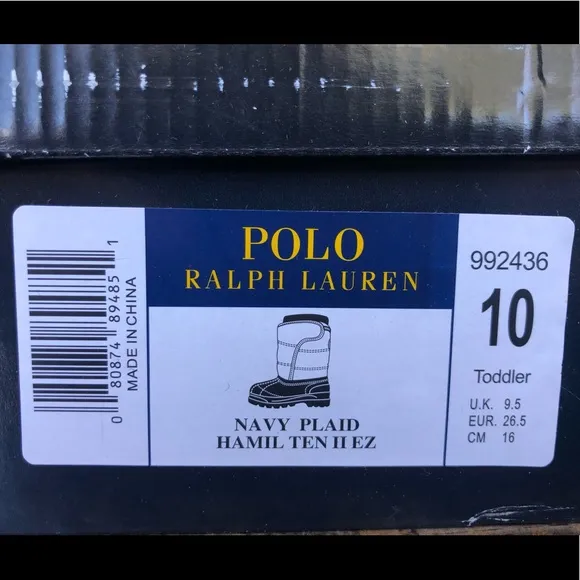 0 80874 89485 1
MADE IN CHINA
POLO
RALPH LAUREN
NAVY PLAID
HAMIL TEN II EZ
992436
10
Toddler
U.K. 9.5
EUR. 26.5
CM 16